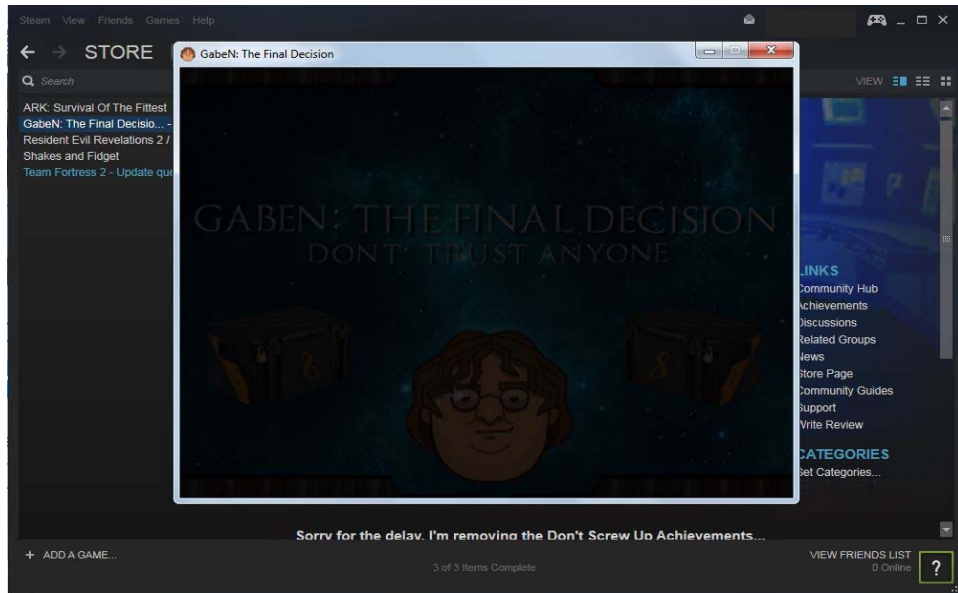 Steam View Friends Games Help
STORE
GabeN: The Final Decision
Search
VIEW
ARK: Survival Of The Fittest
GabeN: The Final Decisio... -
Resident Evil Revelations 2 /
Shakes and Fidget
Team Fortress 2 - Update que
GABEN: THE FINAL DECISION
DONT' TRUST ANYONE
8
8
LINKS
Community Hub
Achievements
Discussions
Related Groups
News
Store Page
Community Guides
Support
Write Review
CATEGORIES
Set Categories...
Sorry for the delay, I'm removing the Don't Screw Up Achievements...
+ ADD A GAME...
3 of 3 Items Complete
VIEW FRIENDS LIST
0 Online
?